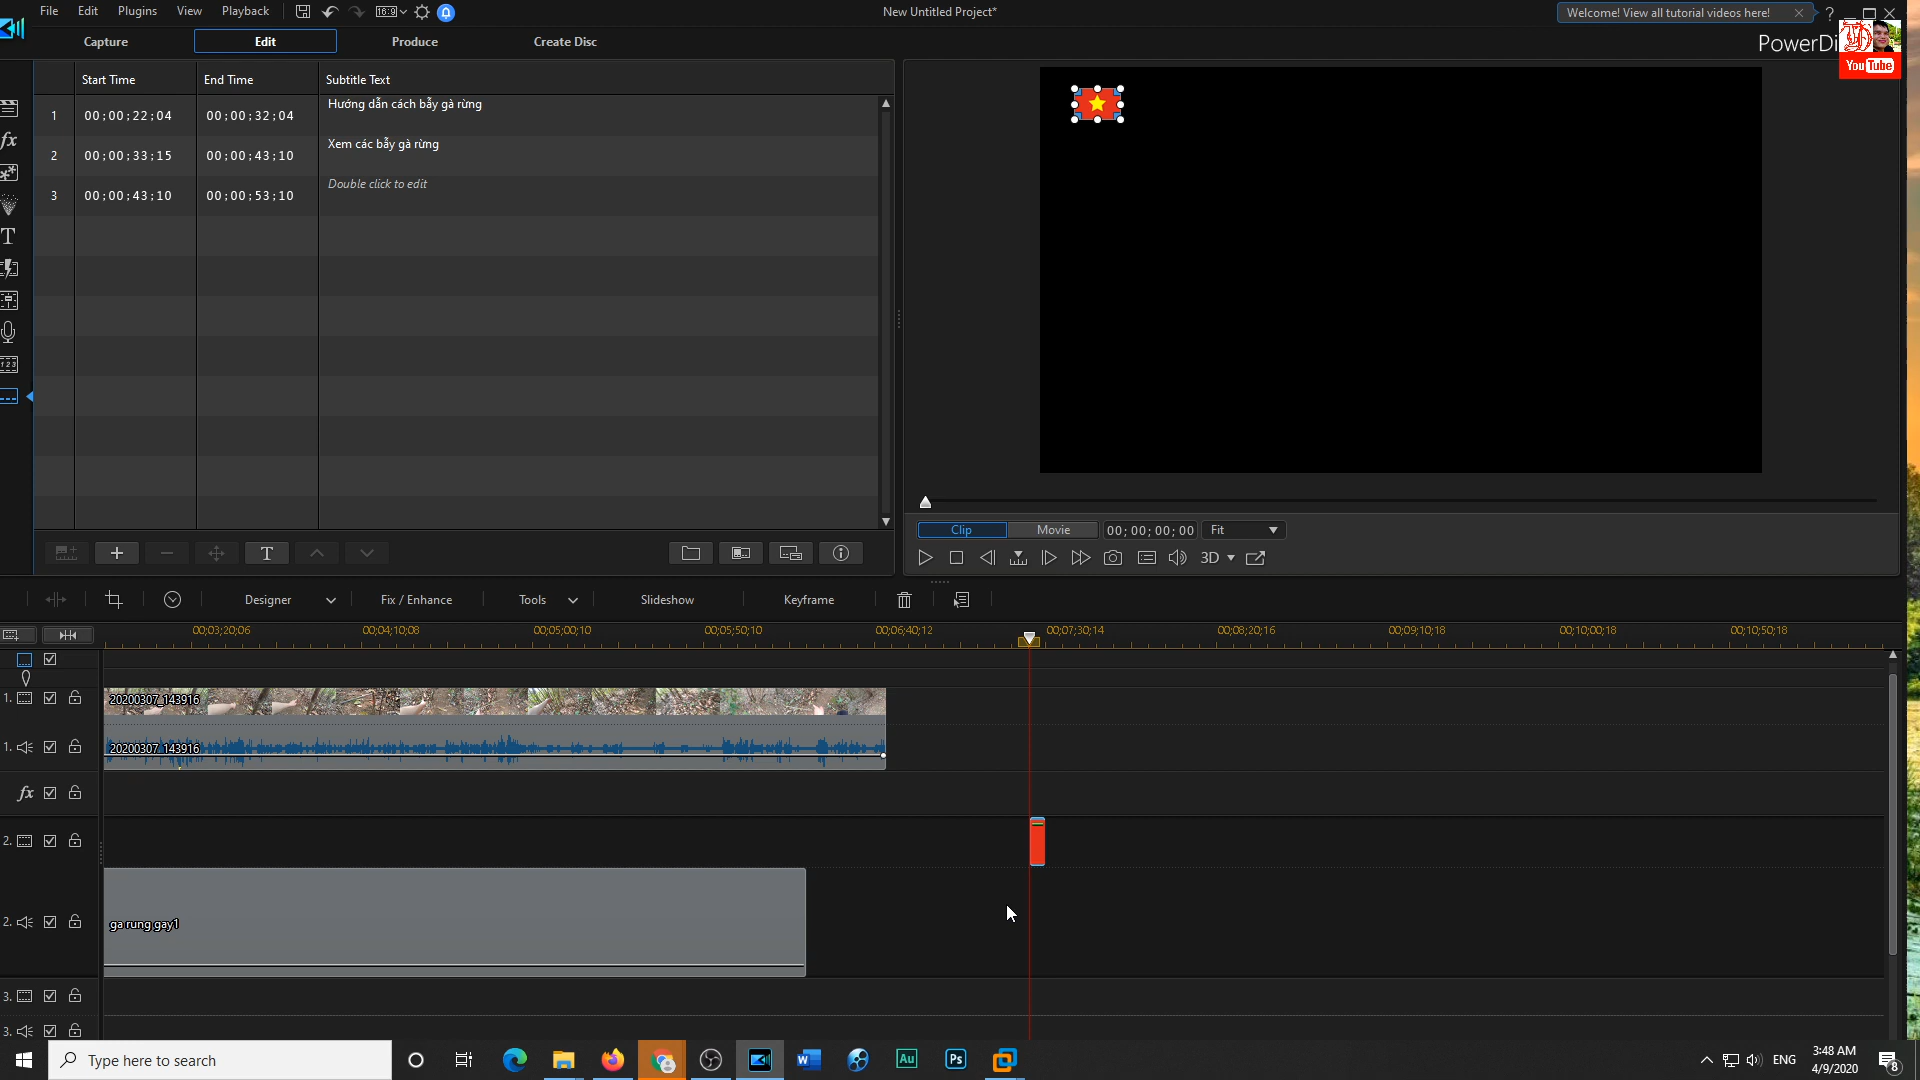 File Edit Plugins View Playback 16:9 New Untitled Project* Welcome! View all tutorial videos here! ?
Capture Edit Produce Create Disc PowerDi
YouTube
Start Time End Time Subtitle Text
1 00;00;22;04 00;00;32;04 Hướng dẫn cách bẫy gà rừng
2 00;00;33;15 00;00;43;10 Xem các bẫy gà rừng
3 00;00;43;10 00;00;53;10 Double click to edit
Clip Movie 00;00;00;00 Fit
3D
Designer Fix / Enhance Tools Slideshow Keyframe
00;03;20;06 00;04;10;08 00;05;00;10 00;05;50;10 00;06;40;12 00;07;30;14 00;08;20;16 00;09;10;18 00;10;00;18 00;10;50;18
1. 20200307_143916
1. 20200307_143916
fx
2.
2. ga rung gay1
3.
3.
Type here to search
W Au Ps
ENG 3:48 AM
4/9/2020 8